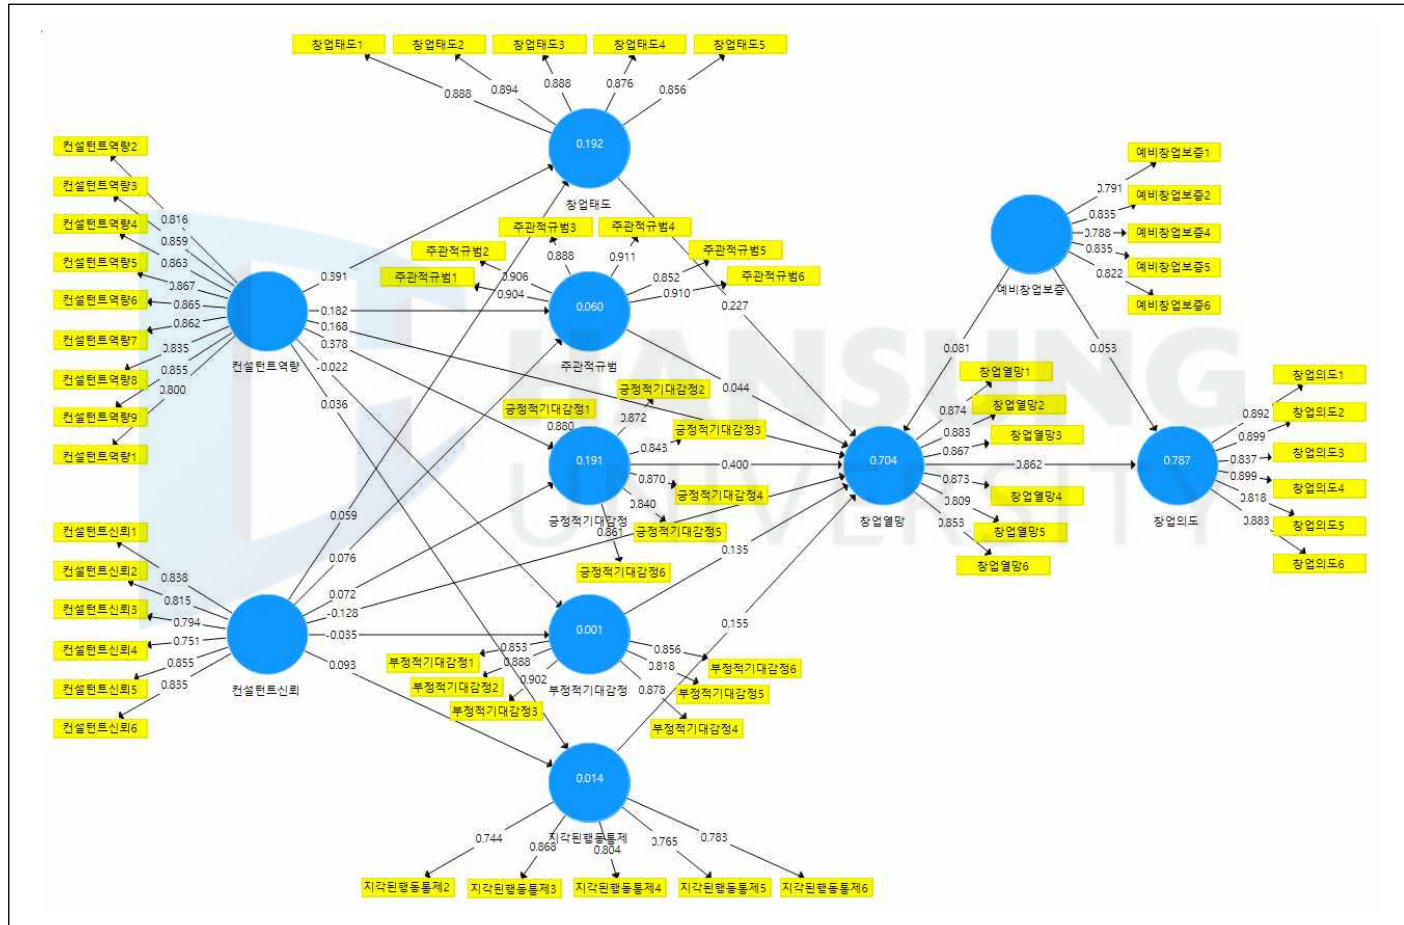 창업태도1 창업태도2 창업태도3 창업태도4 창업태도5
0.888 0.894 0.888 0.876 0.856
0.192
창업태도
컨설턴트역량2
컨설턴트역량3
컨설턴트역량4
컨설턴트역량5
컨설턴트역량6
컨설턴트역량7
컨설턴트역량8
컨설턴트역량9
컨설턴트역량1
0.816
0.859
0.863
0.867
0.865
0.862
0.835
0.855
0.800
컨설턴트역량
0.391
0.182
0.168
0.378
-0.022
0.036
주관적규범3 주관적규범4
주관적규범2 주관적규범5
주관적규범1 주관적규범6
0.888 0.911
0.906 0.852
0.904 0.910
0.060
주관적규범
예비창업보증1
예비창업보증2
예비창업보증4
예비창업보증5
예비창업보증6
0.791
0.835
0.788
0.835
0.822
예비창업보증
0.227
0.081 0.053
0.044
HANSUNG
UNIVERSITY
긍정적기대감정2
긍정적기대감정1
긍정적기대감정3
긍정적기대감정4
긍정적기대감정5
긍정적기대감정6
0.872
0.880
0.843
0.870
0.840
0.861
0.191
긍정적기대감정
0.400
창업열망1
창업열망2
창업열망3
창업열망4
창업열망5
창업열망6
0.874
0.883
0.867
0.873
0.809
0.853
0.704
창업열망
0.862
창업의도1
창업의도2
창업의도3
창업의도4
창업의도5
창업의도6
0.892
0.899
0.837
0.899
0.818
0.883
0.787
창업의도
컨설턴트신뢰1
컨설턴트신뢰2
컨설턴트신뢰3
컨설턴트신뢰4
컨설턴트신뢰5
컨설턴트신뢰6
0.838
0.815
0.794
0.751
0.855
0.835
컨설턴트신뢰
0.059
0.076
0.072
-0.128
-0.035
0.093
0.135
0.155
0.001
부정적기대감정
0.853 0.856
0.888 0.818
0.902 0.878
부정적기대감정1 부정적기대감정6
부정적기대감정2 부정적기대감정5
부정적기대감정3 부정적기대감정4
0.014
지각된행동통제
0.744 0.868 0.804 0.765 0.783
지각된행동통제2 지각된행동통제3 지각된행동통제4 지각된행동통제5 지각된행동통제6